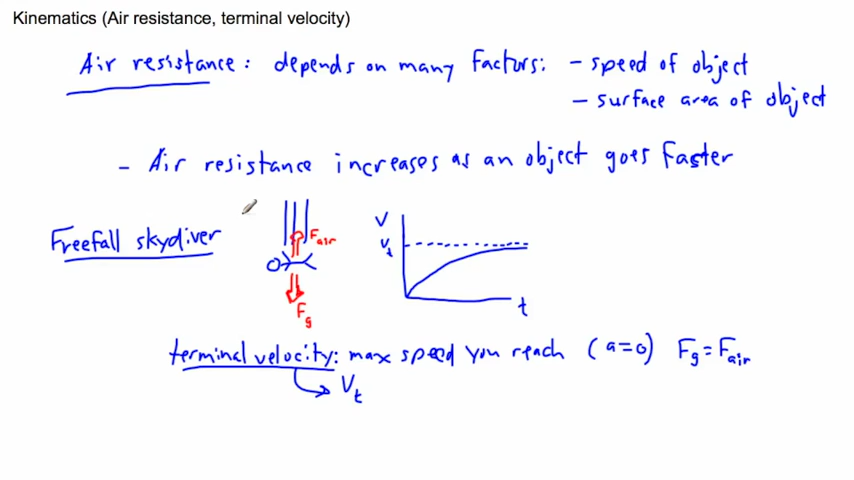 Kinematics (Air resistance, terminal velocity)
Air resistance: depends on many factors: - speed of object
- surface area of object
- Air resistance increases as an object goes faster
Freefall skydiver
Fair
Fg
V
Vt
t
terminal velocity: max speed you reach (a=0) Fg = Fair
Vt